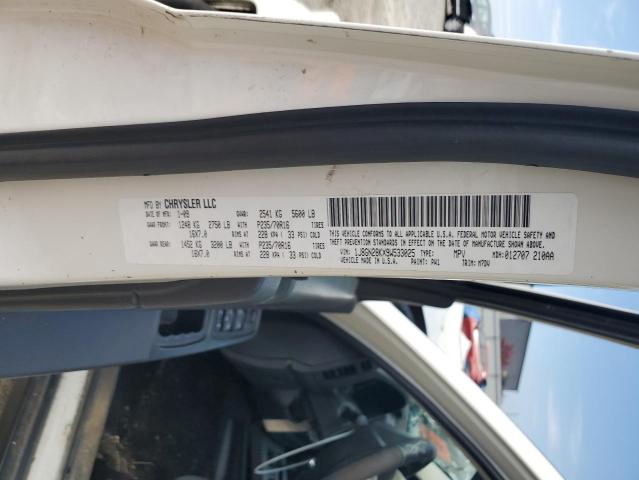 MFG BY CHRYSLER LLC
DATE OF MFR: 1-09 GVWR: 2541 KG 5600 LB
GAWR FRONT: 1248 KG 2750 LB WITH P235/70R16 TIRES
16X7.0 RIMS AT 229 KPA( 33 PSI) COLD
GAWR REAR: 1452 KG 3200 LB WITH P235/70R16 TIRES
16X7.0 RIMS AT 229 KPA( 33 PSI) COLD
THIS VEHICLE CONFORMS TO ALL APPLICABLE U.S.A. FEDERAL MOTOR VEHICLE SAFETY AND
THEFT PREVENTION STANDARDS IN EFFECT ON THE DATE OF MANUFACTURE SHOWN ABOVE.
VIN: 1J8GN28KX9W533025 TYPE: MPV MDH:012707 210AA
VEHICLE MADE IN U.S.A. PAINT: PW1 TRIM: M7DV